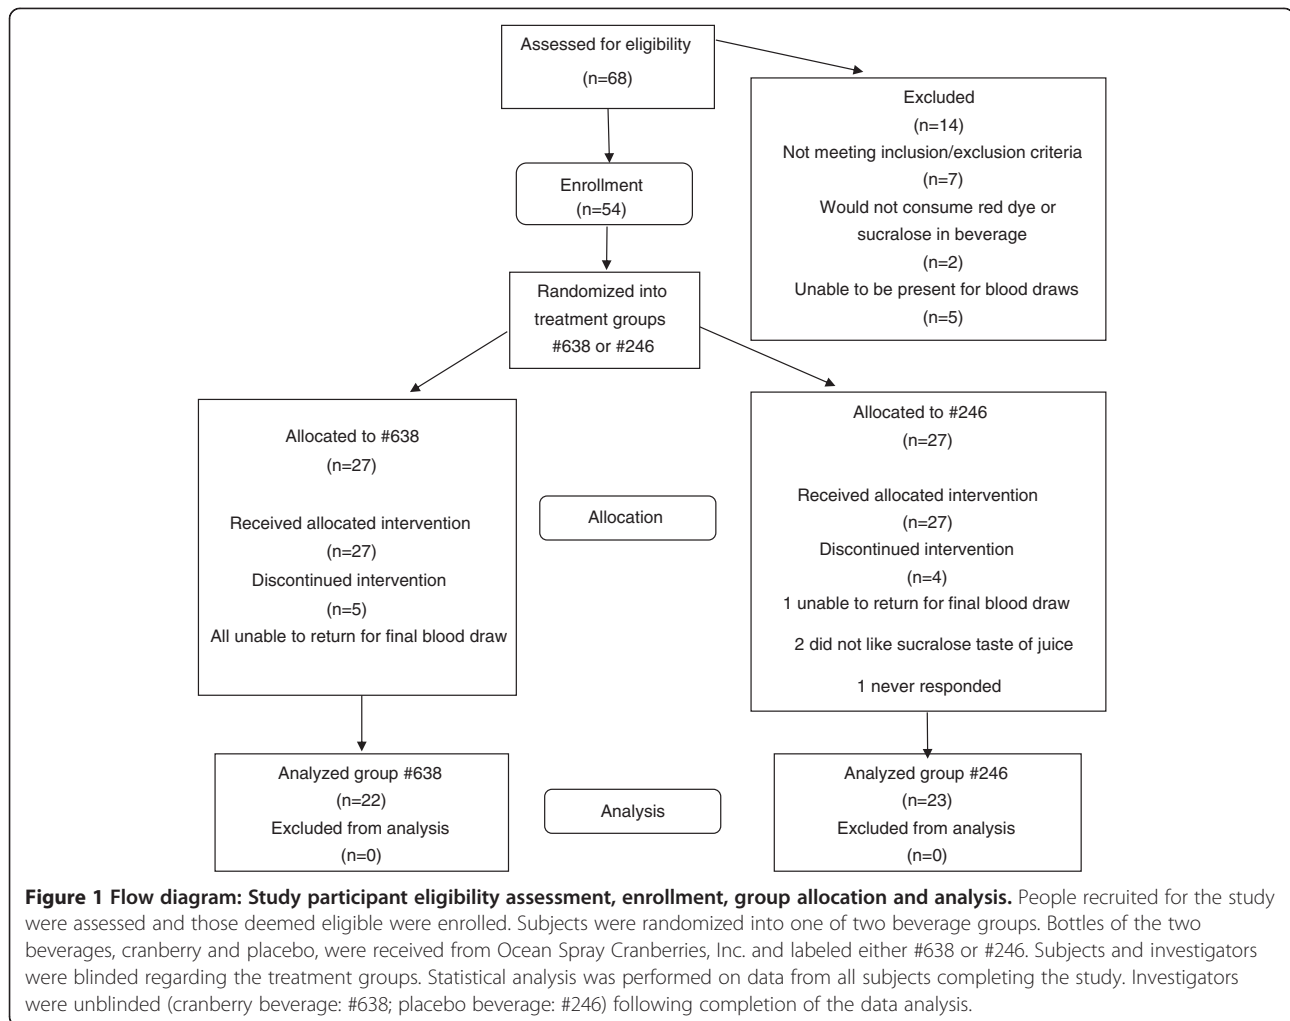 Assessed for eligibility
(n=68)
Excluded
(n=14)
Not meeting inclusion/exclusion criteria
(n=7)
Would not consume red dye or
sucralose in beverage
(n=2)
Unable to be present for blood draws
(n=5)
Enrollment
(n=54)
Randomized into
treatment groups
#638 or #246
Allocated to #638
(n=27)
Received allocated intervention
(n=27)
Discontinued intervention
(n=5)
All unable to return for final blood draw
Allocation
Allocated to #246
(n=27)
Received allocated intervention
(n=27)
Discontinued intervention
(n=4)
1 unable to return for final blood draw
2 did not like sucralose taste of juice
1 never responded
Analyzed group #638
(n=22)
Excluded from analysis
(n=0)
Analysis
Analyzed group #246
(n=23)
Excluded from analysis
(n=0)
Figure 1 Flow diagram: Study participant eligibility assessment, enrollment, group allocation and analysis. People recruited for the study
were assessed and those deemed eligible were enrolled. Subjects were randomized into one of two beverage groups. Bottles of the two
beverages, cranberry and placebo, were received from Ocean Spray Cranberries, Inc. and labeled either #638 or #246. Subjects and investigators
were blinded regarding the treatment groups. Statistical analysis was performed on data from all subjects completing the study. Investigators
were unblinded (cranberry beverage: #638; placebo beverage: #246) following completion of the data analysis.